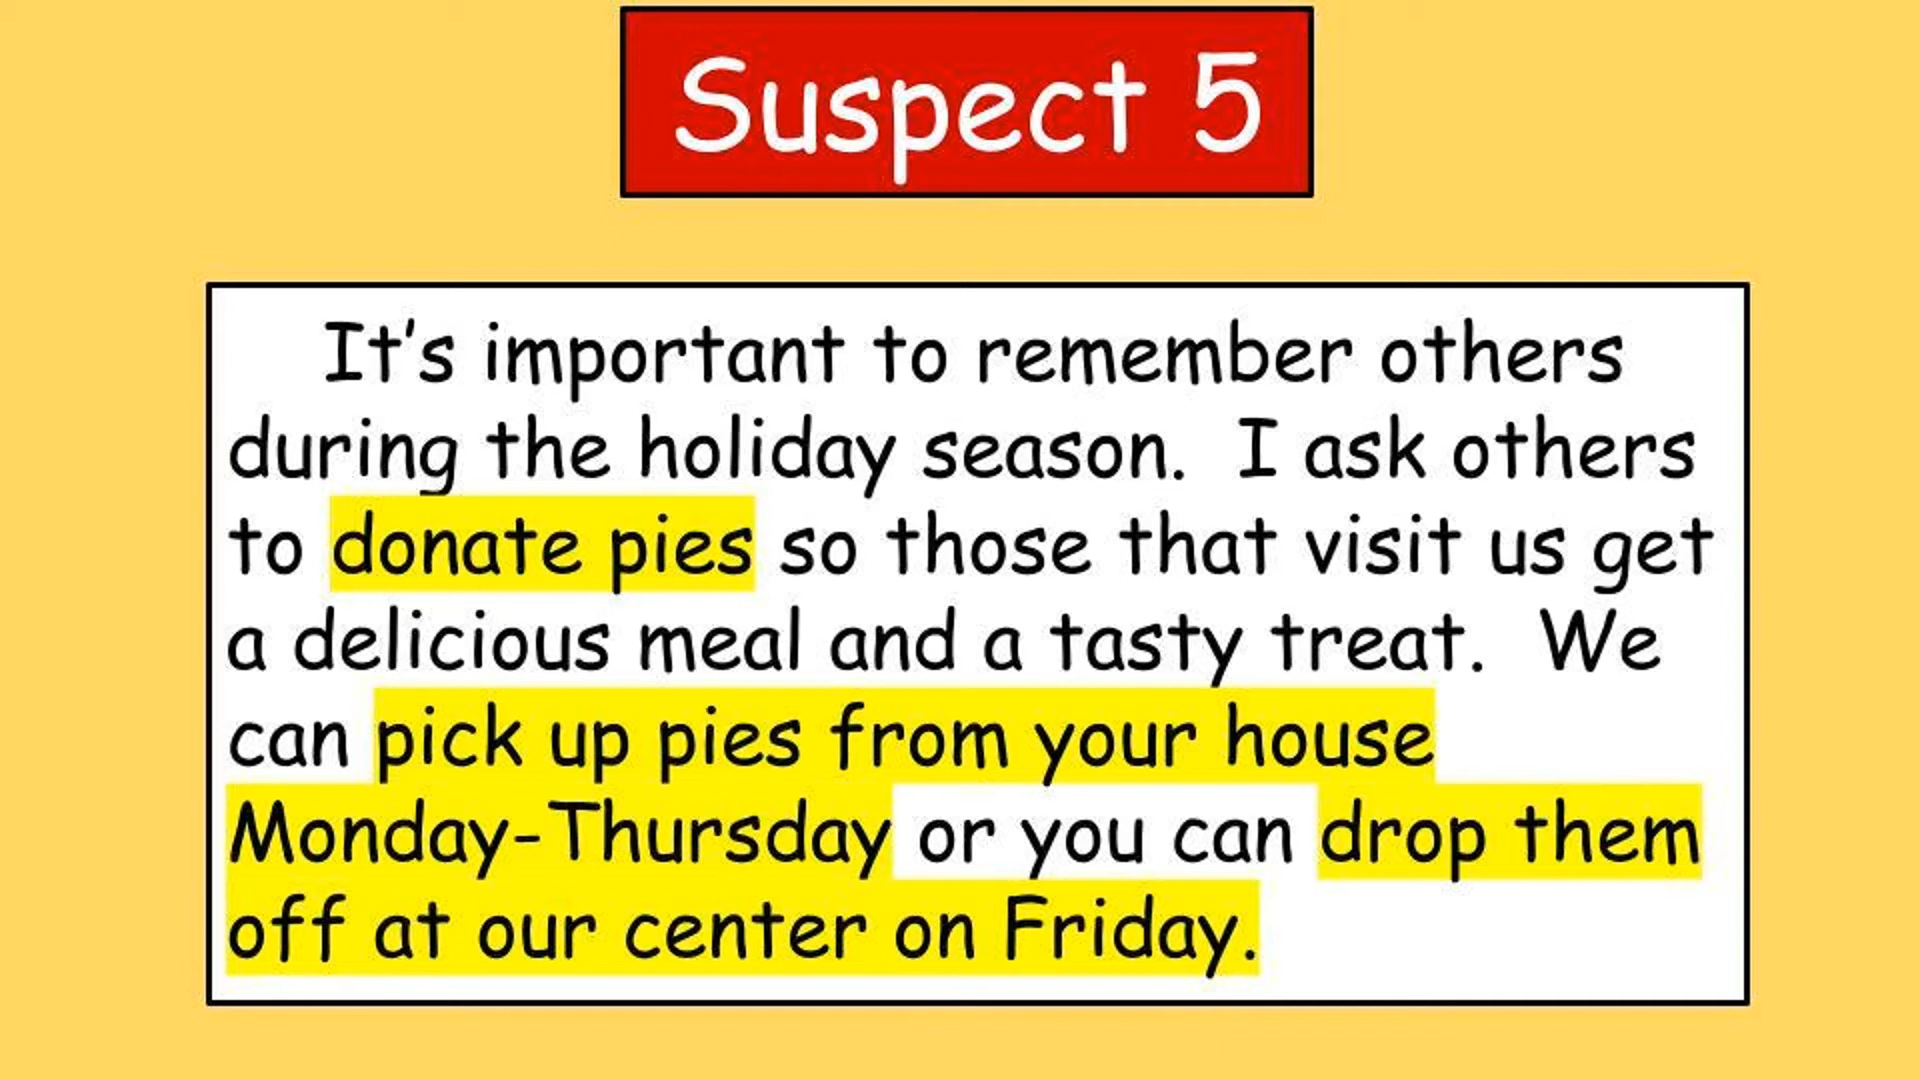 Suspect 5
It's important to remember others
during the holiday season.  I ask others
to donate pies so those that visit us get
a delicious meal and a tasty treat.  We
can pick up pies from your house
Monday-Thursday or you can drop them
off at our center on Friday.